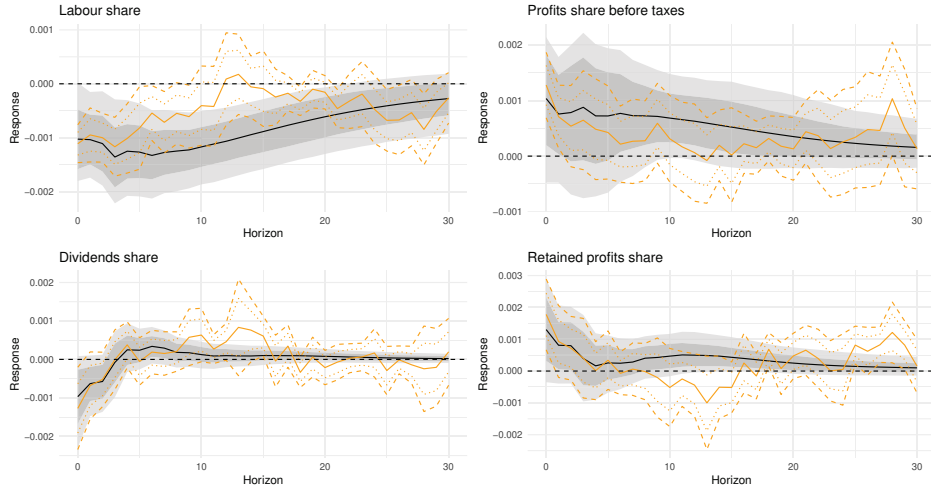 Labour share
Response
0.001
0.000
−0.001
−0.002
0
10
20
30
Horizon
Profits share before taxes
Response
0.002
0.001
0.000
−0.001
0
10
20
30
Horizon
Dividends share
Response
0.002
0.001
0.000
−0.001
−0.002
0
10
20
30
Horizon
Retained profits share
Response
0.003
0.002
0.001
0.000
−0.001
−0.002
0
10
20
30
Horizon